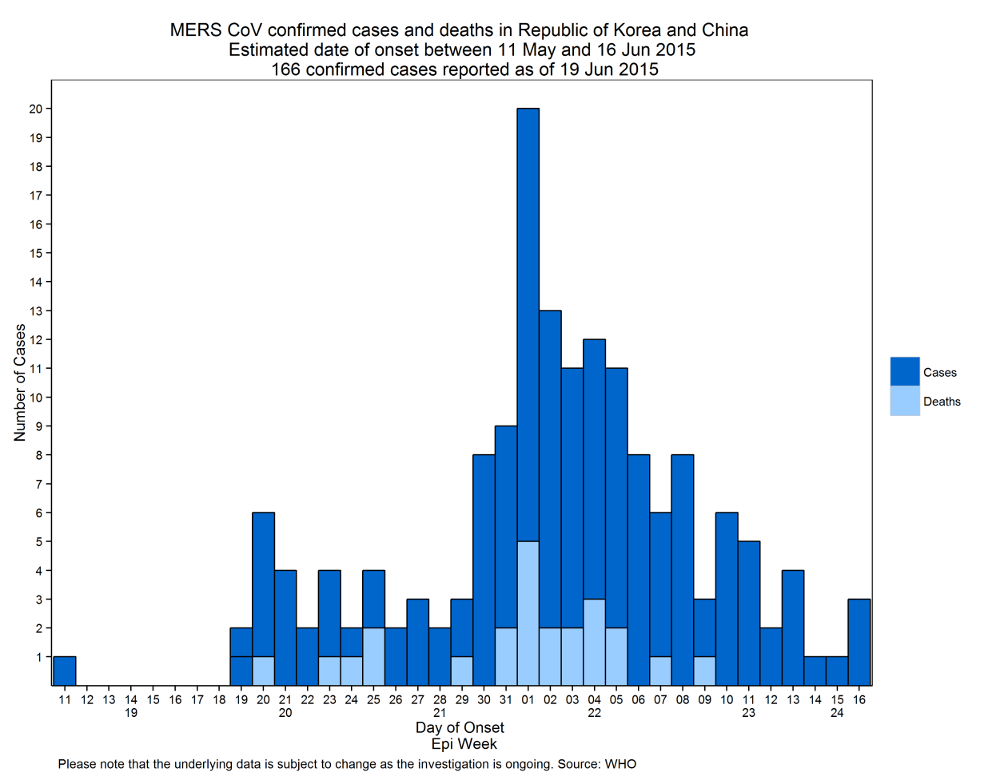 MERS CoV confirmed cases and deaths in Republic of Korea and China
Estimated date of onset between 11 May and 16 Jun 2015
166 confirmed cases reported as of 19 Jun 2015
20
19
18
17
16
15
14
13
12
11
10
9
8
7
6
5
4
3
2
1
Number of Cases
Cases
Deaths
11 12 13 14 15 16 17 18 19 20 21 22 23 24 25 26 27 28 29 30 31 01 02 03 04 05 06 07 08 09 10 11 12 13 14 15 16
19 20 21 22 23 24
Day of Onset
Epi Week
Please note that the underlying data is subject to change as the investigation is ongoing. Source: WHO